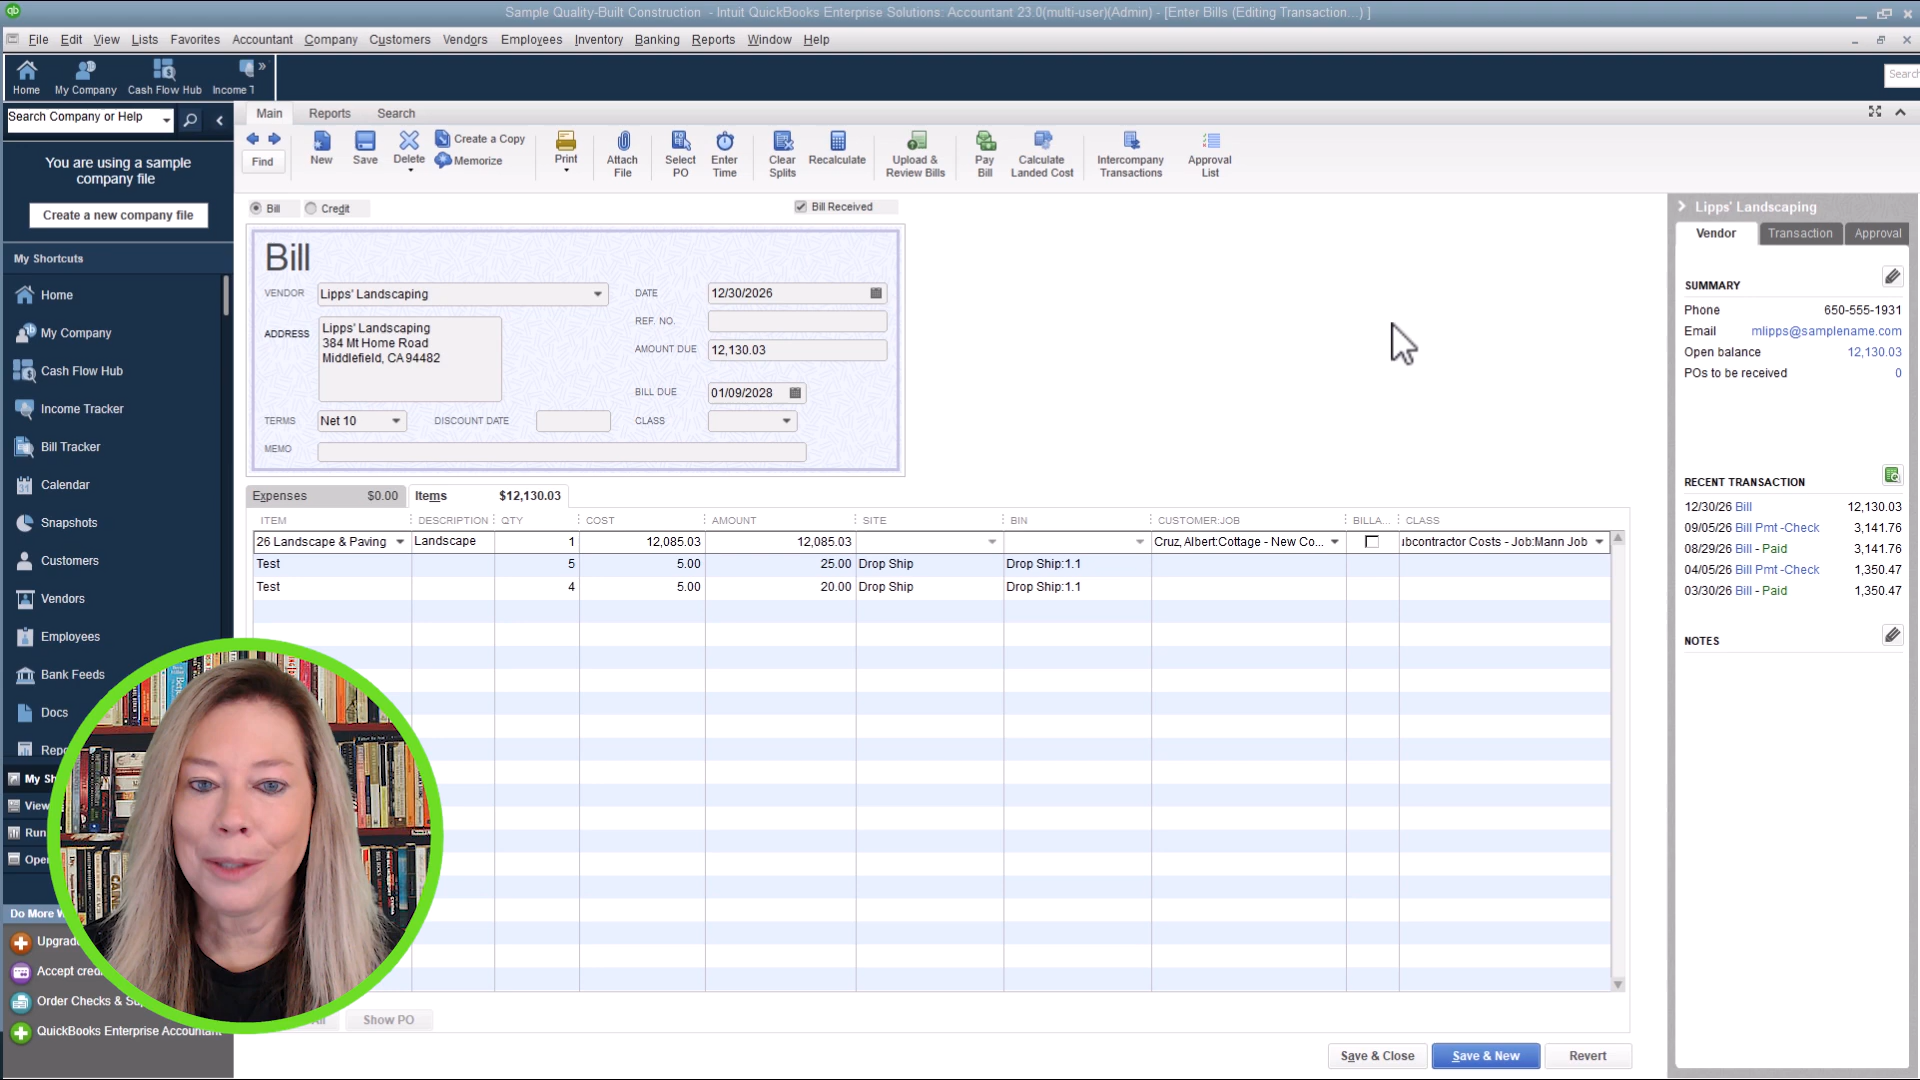 Sample Quality-Built Construction - Intuit QuickBooks Enterprise Solutions: Accountant 23.0(multi-user)(Admin) - [Enter Bills (Editing Transaction...) ]
File Edit View Lists Favorites Accountant Company Customers Vendors Employees Inventory Banking Reports Window Help
Home My Company Cash Flow Hub Income T
Search
Search Company or Help
Main Reports Search
You are using a sample company file
Create a new company file
Find
New
Save
Delete
Create a Copy
Memorize
Print
Attach File
Select PO
Enter Time
Clear Splits
Recalculate
Upload & Review Bills
Pay Bill
Calculate Landed Cost
Intercompany Transactions
Approval List
My Shortcuts
Home
My Company
Cash Flow Hub
Income Tracker
Bill Tracker
Calendar
Snapshots
Customers
Vendors
Employees
Bank Feeds
Docs
Do More
Order Checks &
QuickBooks Enterprise Accountant
Bill Credit Bill Received
Bill
VENDOR Lipps' Landscaping DATE 12/30/2026
REF. NO.
ADDRESS Lipps' Landscaping
384 Mt Home Road
Middlefield, CA 94482
AMOUNT DUE 12,130.03
BILL DUE 01/09/2028
TERMS Net 10 DISCOUNT DATE CLASS
MEMO
Expenses $0.00 Items $12,130.03
ITEM DESCRIPTION QTY COST AMOUNT SITE BIN CUSTOMER:JOB BILLA... CLASS
26 Landscape & Paving Landscape 1 12,085.03 12,085.03 Cruz, Albert:Cottage - New Co... bcontractor Costs - Job:Mann Job
Test 5 5.00 25.00 Drop Ship Drop Ship:1.1
Test 4 5.00 20.00 Drop Ship Drop Ship:1.1
Show PO
Save & Close Save & New Revert
Lipps' Landscaping
Vendor Transaction Approval
SUMMARY
Phone 650-555-1931
Email mlipps@samplename.com
Open balance 12,130.03
POs to be received 0
RECENT TRANSACTION
12/30/26 Bill 12,130.03
09/05/26 Bill Pmt -Check 3,141.76
08/29/26 Bill - Paid 3,141.76
04/05/26 Bill Pmt -Check 1,350.47
03/30/26 Bill - Paid 1,350.47
NOTES